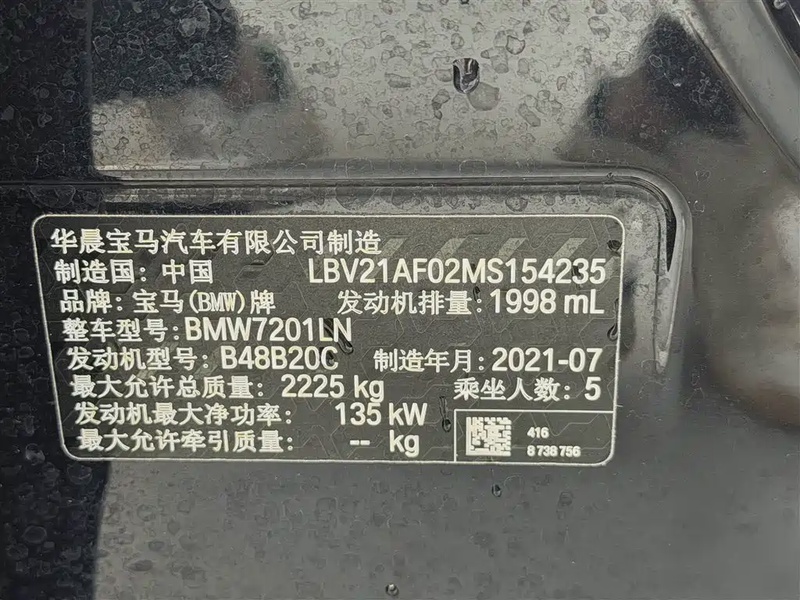 华晨宝马汽车有限公司制造
制造国: 中国 LBV21AF02MS154235
品牌: 宝马(BMW)牌 发动机排量: 1998 mL
整车型号: BMW7201LN
发动机型号: B48B20C 制造年月: 2021-07
最大允许总质量: 2225 kg 乘坐人数: 5
发动机最大净功率: 135 kW
最大允许牵引质量: -- kg
416
8 738 756